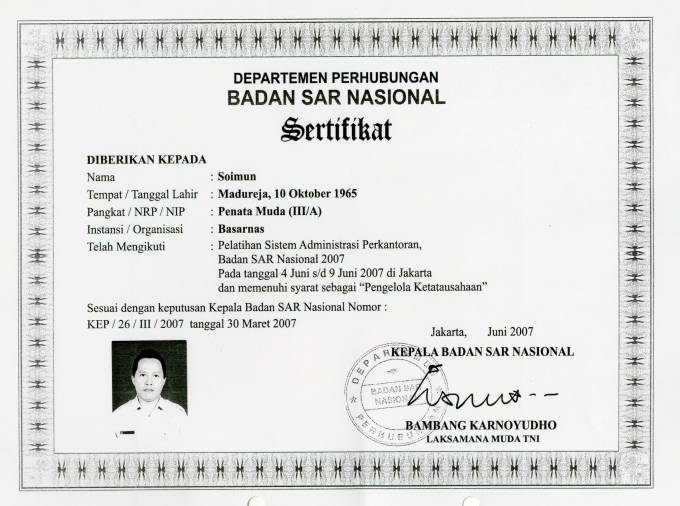 DEPARTEMEN PERHUBUNGAN
BADAN SAR NASIONAL
Sertifikat
DIBERIKAN KEPADA
Nama : Soimun
Tempat / Tanggal Lahir : Madureja, 10 Oktober 1965
Pangkat / NRP / NIP : Penata Muda (III/A)
Instansi / Organisasi : Basarnas
Telah Mengikuti : Pelatihan Sistem Administrasi Perkantoran,
Badan SAR Nasional 2007
Pada tanggal 4 Juni s/d 9 Juni 2007 di Jakarta
dan memenuhi syarat sebagai “Pengelola Ketatausahaan”
Sesuai dengan keputusan Kepala Badan SAR Nasional Nomor :
KEP / 26 / III / 2007 tanggal 30 Maret 2007
Jakarta, Juni 2007
KEPALA BADAN SAR NASIONAL
BADAN SAR
NASIONAL
BAMBANG KARNOYUDHO
LAKSAMANA MUDA TNI